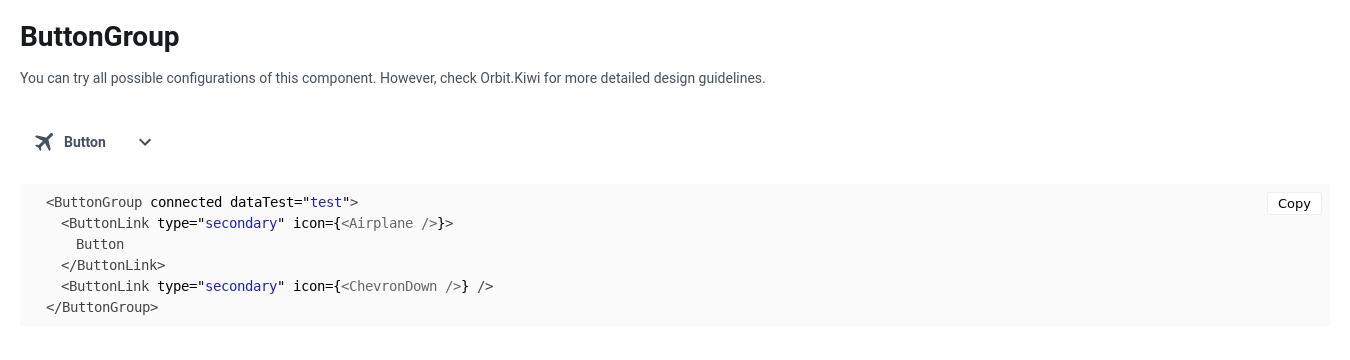 ButtonGroup
You can try all possible configurations of this component. However, check Orbit.Kiwi for more detailed design guidelines.
Button
Copy
<ButtonGroup connected dataTest="test">
  <ButtonLink type="secondary" icon={<Airplane />}>
    Button
  </ButtonLink>
  <ButtonLink type="secondary" icon={<ChevronDown />} />
</ButtonGroup>